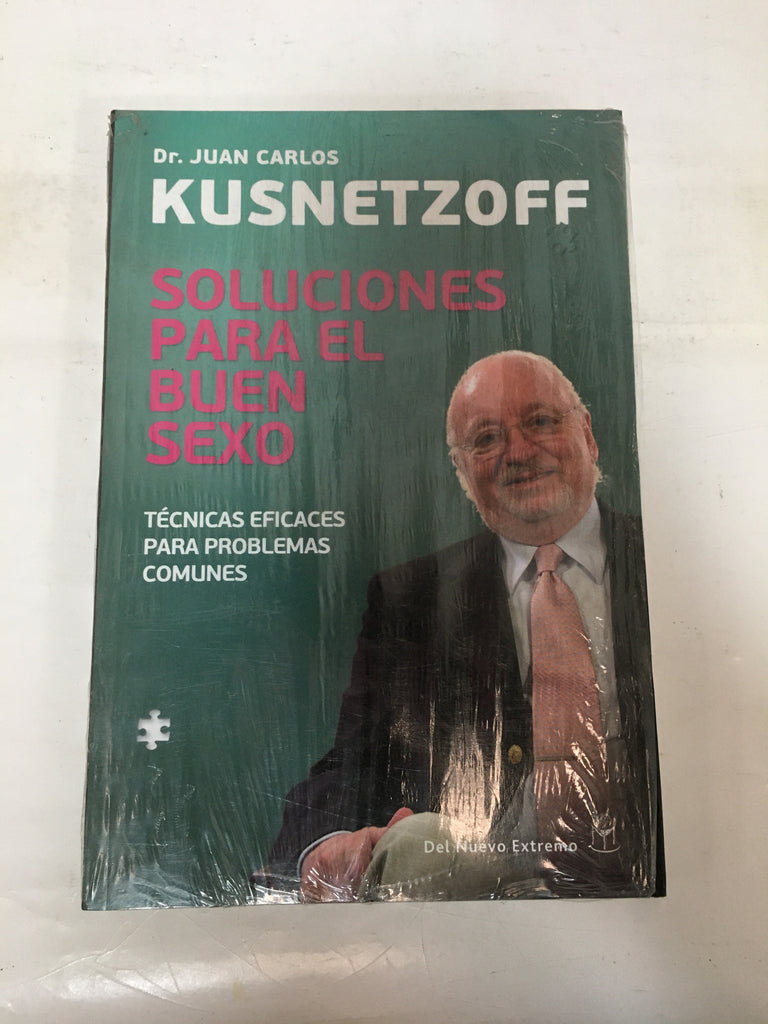 Dr. JUAN CARLOS
KUSNETZOFF
SOLUCIONES
PARA EL
BUEN
SEXO
TÉCNICAS EFICACES
PARA PROBLEMAS
COMUNES
Del Nuevo Extremo